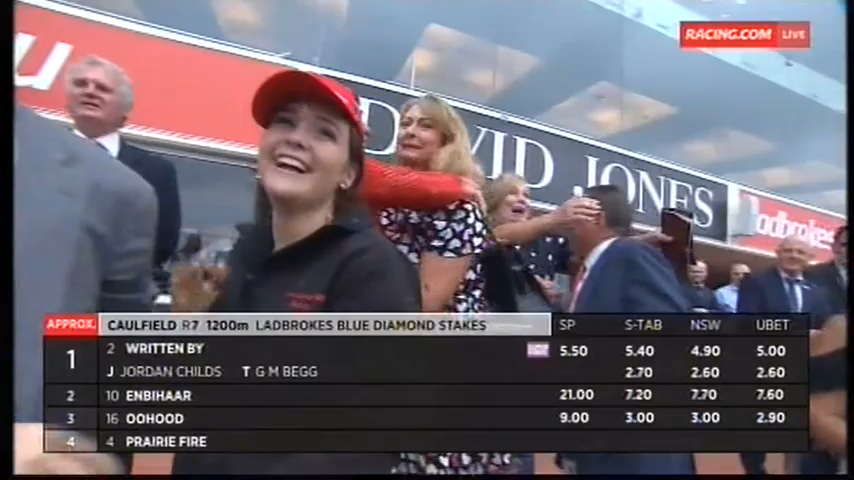 RACING.COM LIVE
DAVID JONES
Ladbrokes
APPROX. CAULFIELD R7 1200m LADBROKES BLUE DIAMOND STAKES SP S-TAB NSW UBET
1 2 WRITTEN BY 5.50 5.40 4.90 5.00
J JORDAN CHILDS T G M BEGG 2.70 2.60 2.60
2 10 ENBIHAAR 21.00 7.20 7.70 7.60
3 16 OOHOOD 9.00 3.00 3.00 2.90
4 4 PRAIRIE FIRE